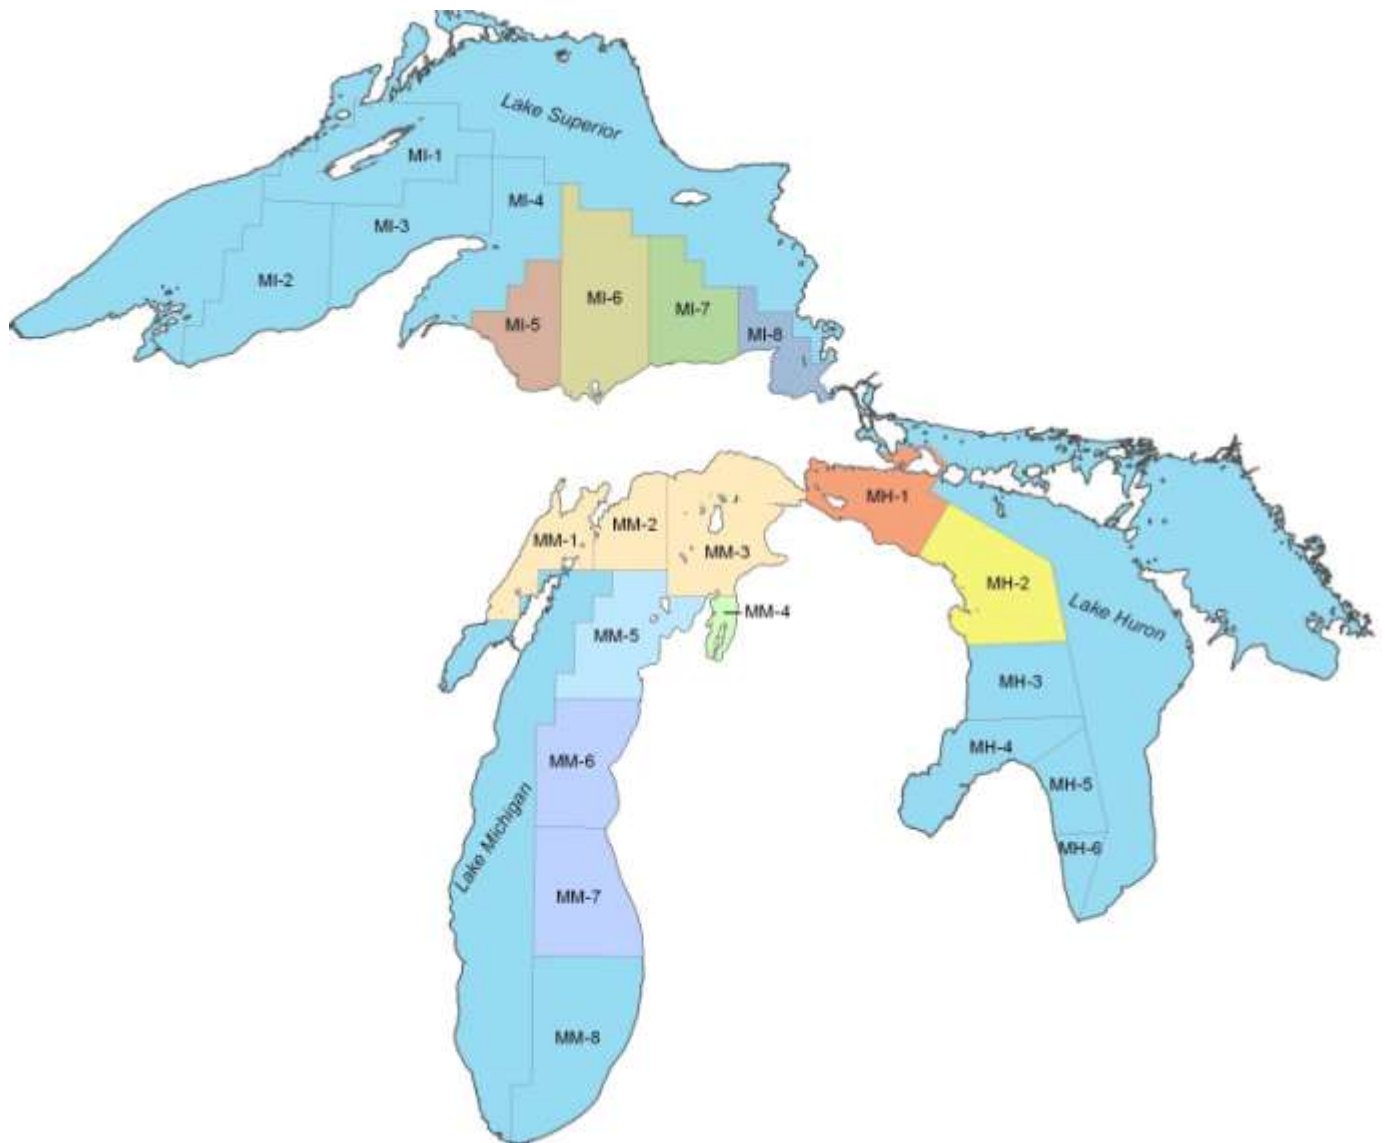 Lake Superior
MI-1
MI-4
MI-3
MI-2
MI-6
MI-7
MI-5
MI-8
MH-1
MM-2
MM-1
MM-3
MH-2
MM-4
Lake Huron
MM-5
MH-3
MH-4
MM-6
MH-5
Lake Michigan
MH-6
MM-7
MM-8